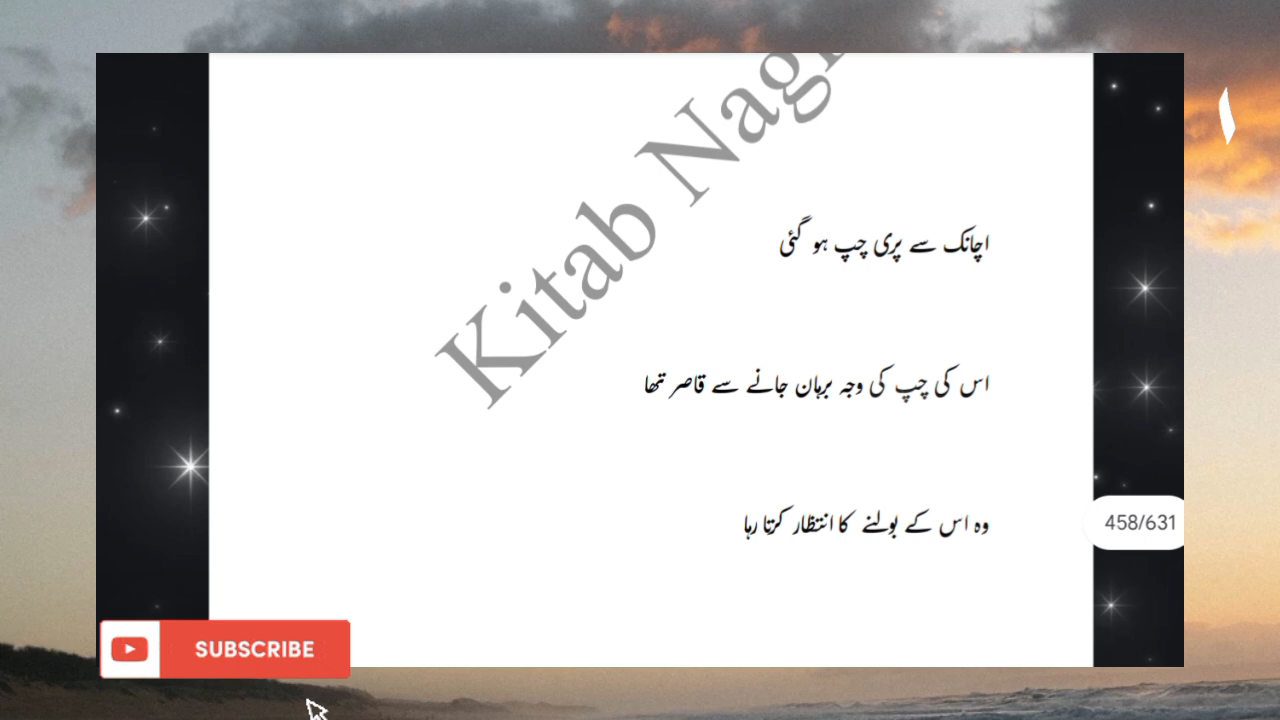 Kitab Nag
اچانک سے پری چپ ہو گئی
اس کی چپ کی وجہ برہان جانے سے قاصر تھا
وہ اس کے بولنے کا انتظار کرتا رہا
458/631
SUBSCRIBE